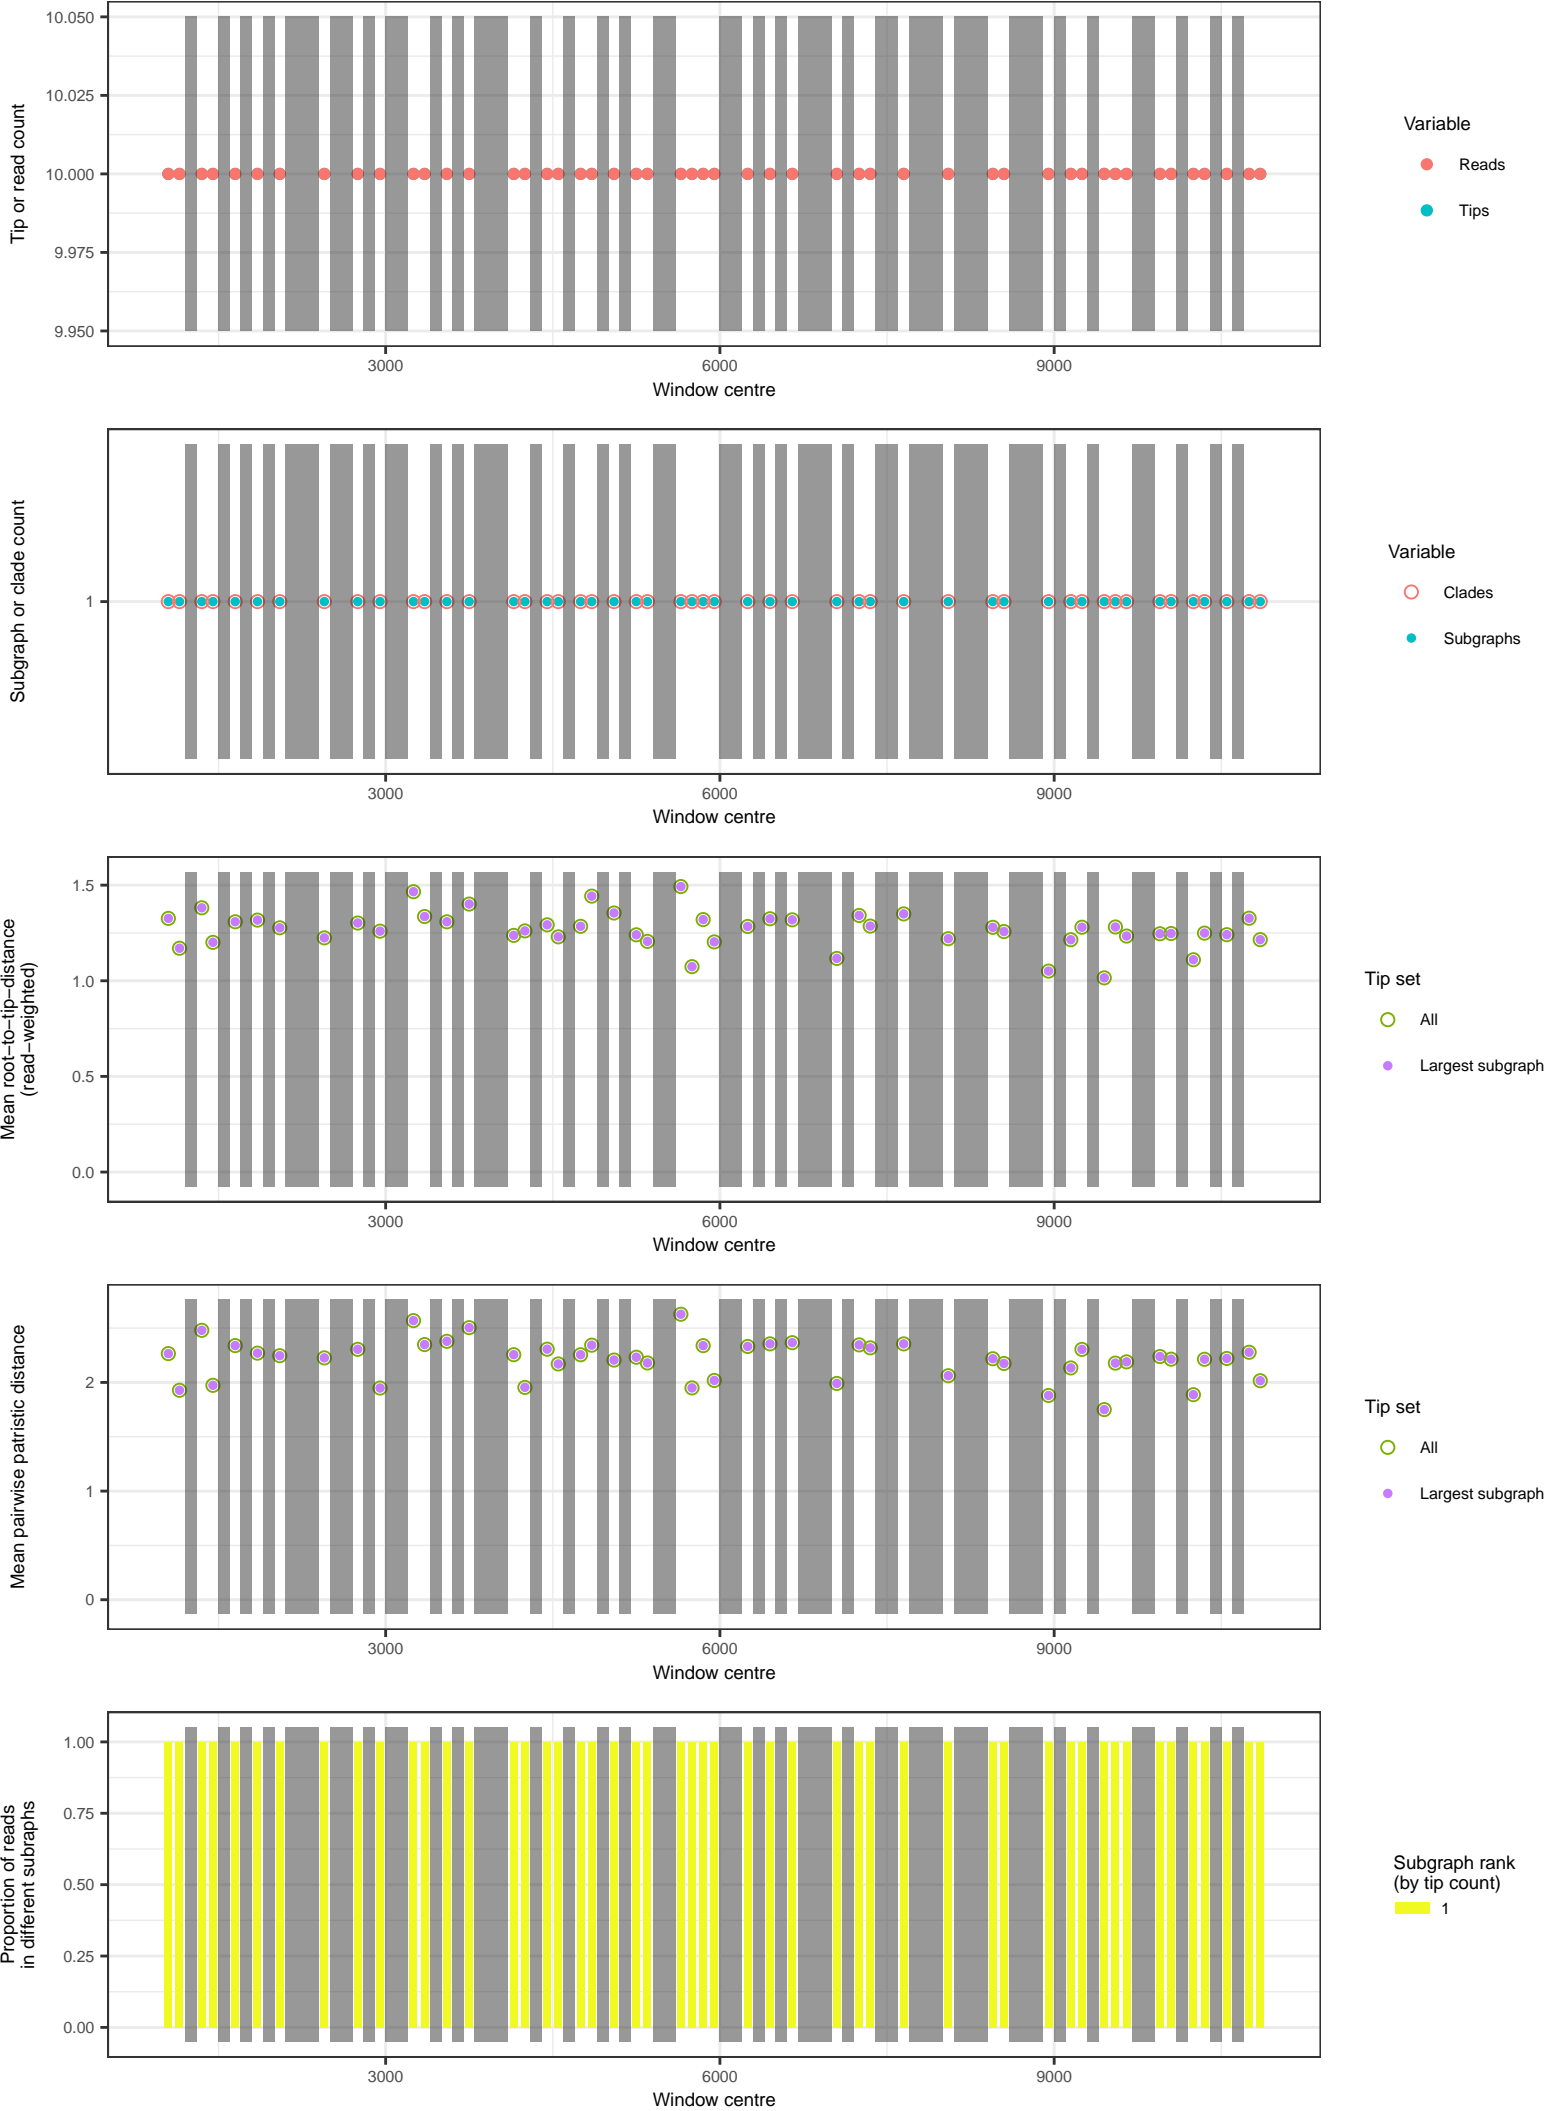 10.050
10.025
10.000
9.975
9.950
Tip or read count
3000
6000
9000
Window centre
Variable
Reads
Tips
1
Subgraph or clade count
3000
6000
9000
Window centre
Variable
Clades
Subgraphs
1.5
1.0
0.5
0.0
Mean root−to−tip−distance
(read−weighted)
3000
6000
9000
Window centre
Tip set
All
Largest subgraph
2
1
0
Mean pairwise patristic distance
3000
6000
9000
Window centre
Tip set
All
Largest subgraph
1.00
0.75
0.50
0.25
0.00
Proportion of reads
in different subraphs
3000
6000
9000
Window centre
Subgraph rank
(by tip count)
1